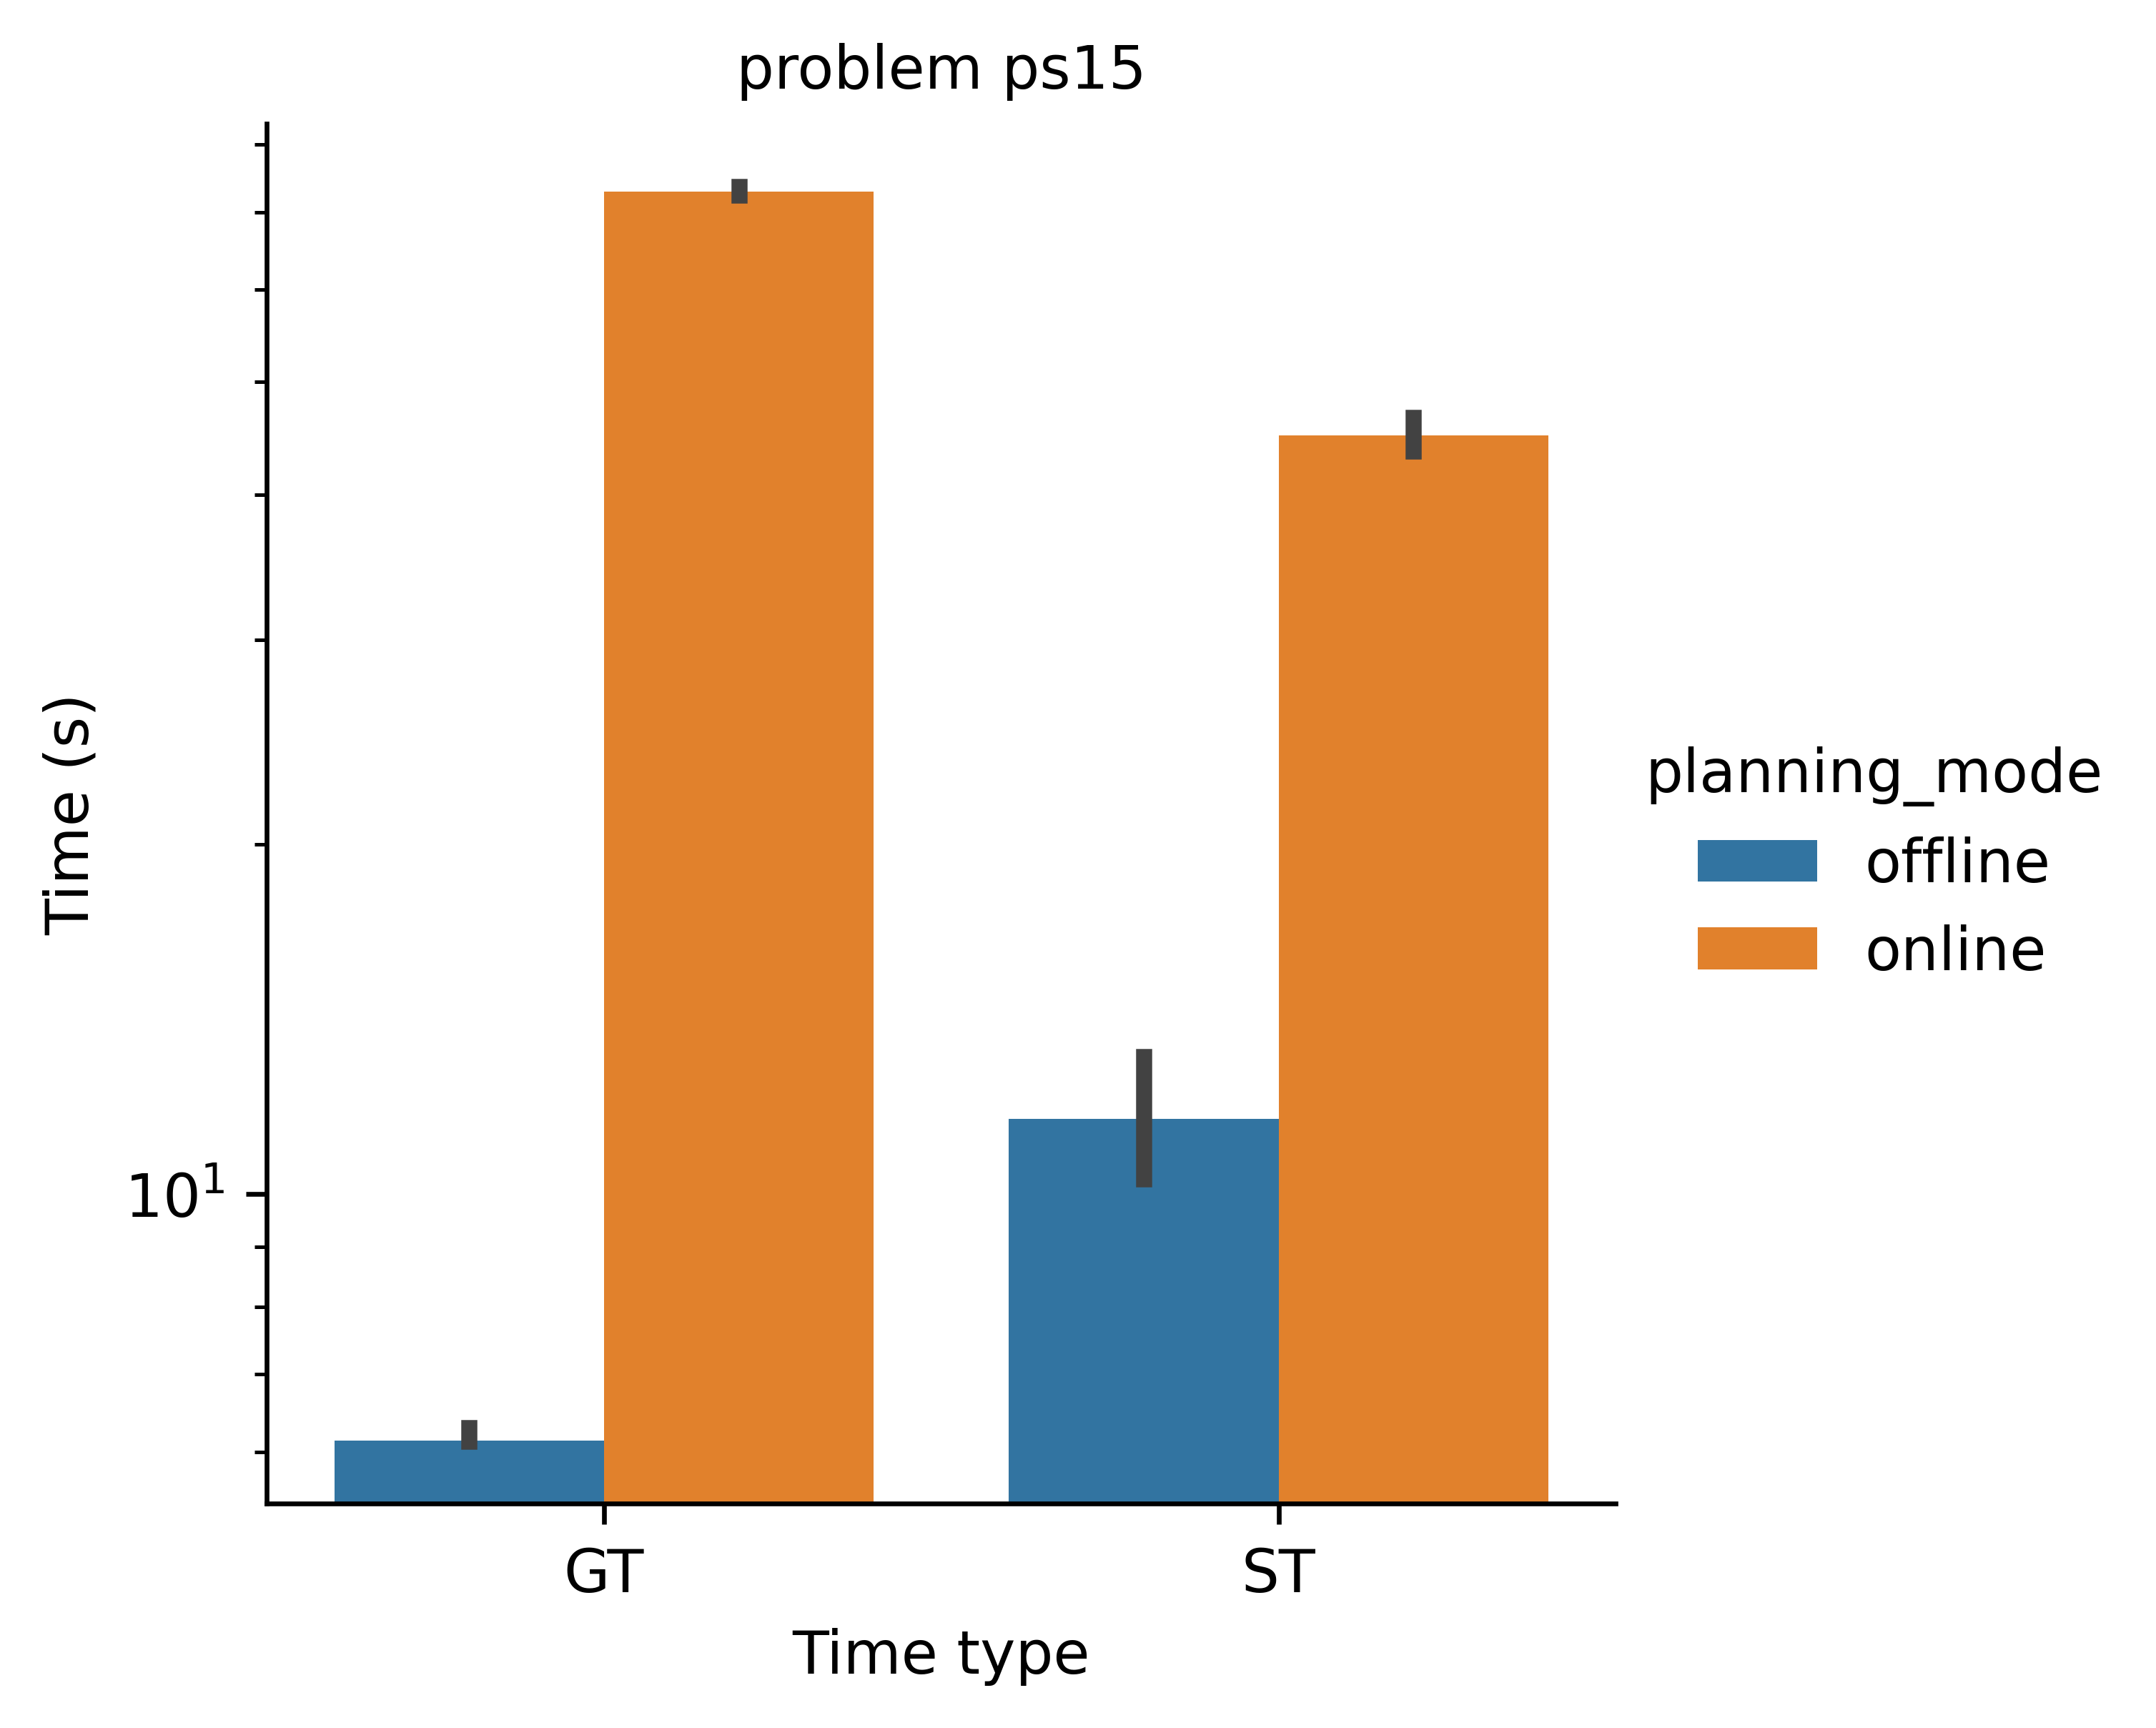 problem ps15
Time (s)
10¹
GT
ST
Time type
planning_mode
offline
online